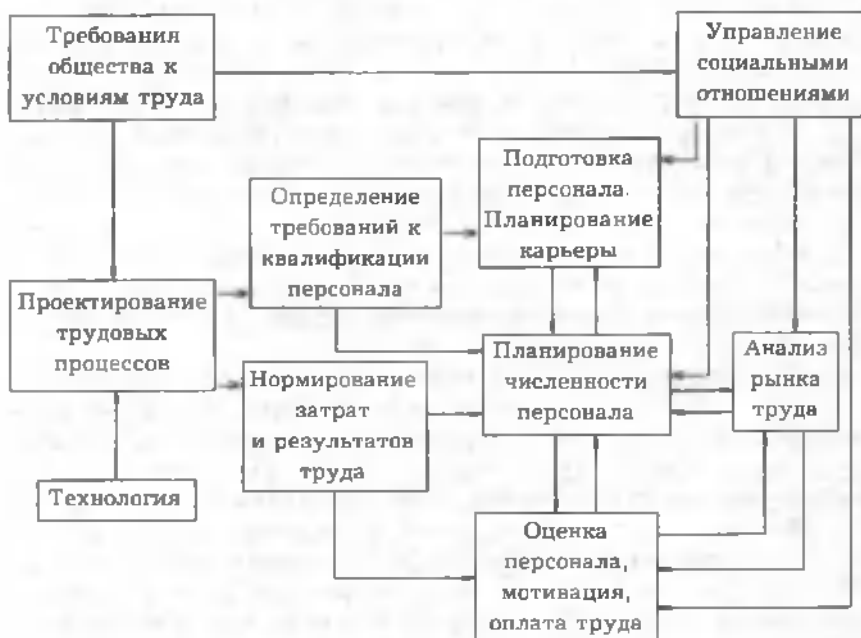 Требования
общества к
условиям труда
Управление
социальными
отношениями
Подготовка
персонала.
Планирование
карьеры
Определение
требований к
квалификации
персонала
Проектирование
трудовых
процессов
Нормирование
затрат
и результатов
труда
Планирование
численности
персонала
Анализ
рынка
труда
Технология
Оценка
персонала,
мотивация,
оплата труда